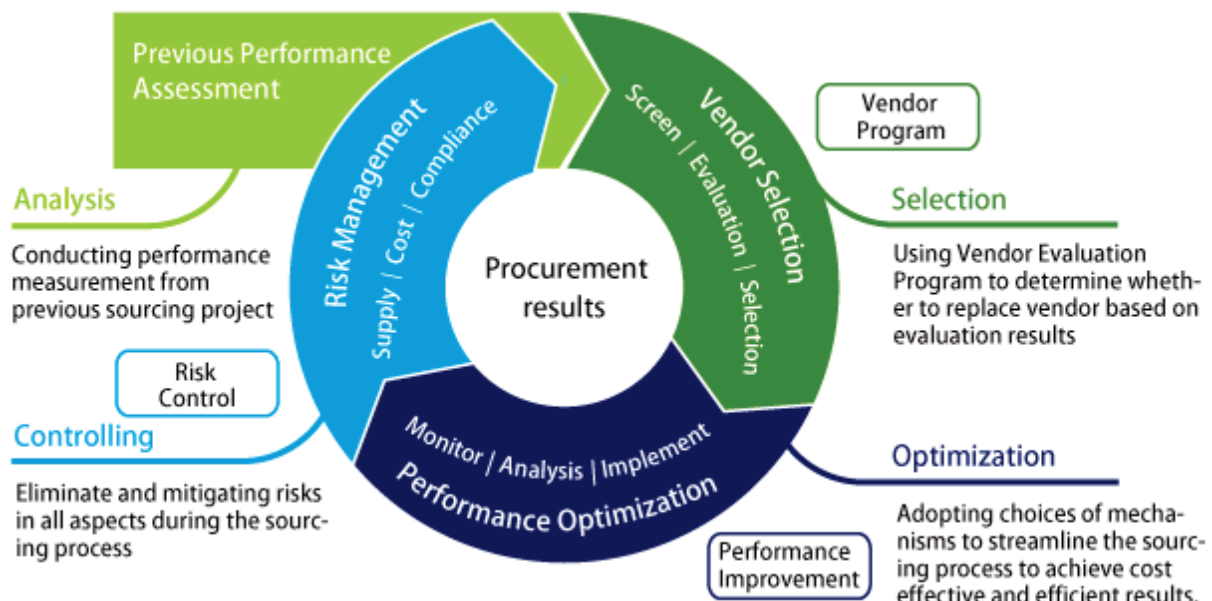 Previous Performance
Assessment
Vendor Selection
Screen | Evaluation | Selection
Vendor
Program
Selection
Using Vendor Evaluation
Program to determine wheth-
er to replace vendor based on
evaluation results
Analysis
Conducting performance
measurement from
previous sourcing project
Risk Management
Supply | Cost | Compliance
Procurement
results
Risk
Control
Controlling
Eliminate and mitigating risks
in all aspects during the sourc-
ing process
Monitor | Analysis | Implement
Performance Optimization
Optimization
Adopting choices of mecha-
nisms to streamline the sourc-
ing process to achieve cost
effective and efficient results.
Performance
Improvement